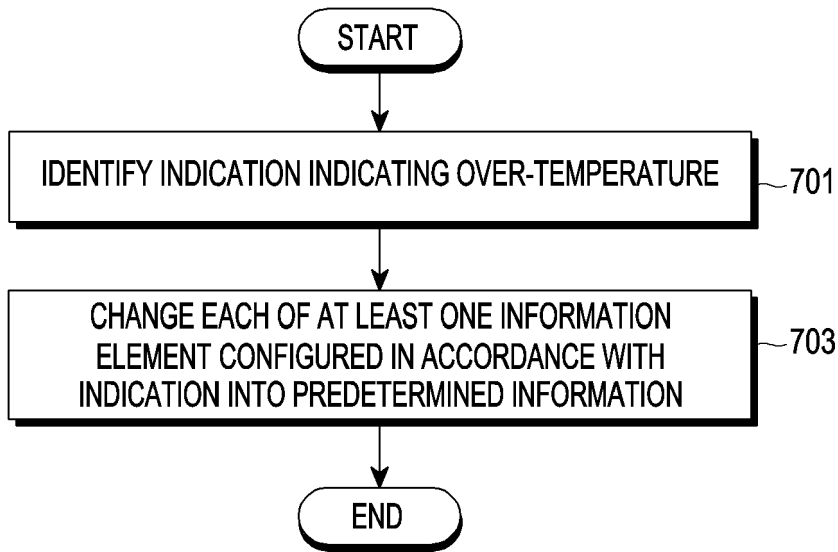 START
IDENTIFY INDICATION INDICATING OVER-TEMPERATURE
701
CHANGE EACH OF AT LEAST ONE INFORMATION
ELEMENT CONFIGURED IN ACCORDANCE WITH
INDICATION INTO PREDETERMINED INFORMATION
703
END